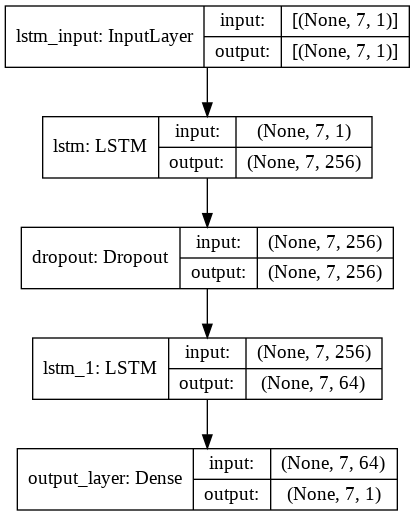 lstm_input: InputLayer
input:
[(None, 7, 1)]
output:
[(None, 7, 1)]
lstm: LSTM
input:
(None, 7, 1)
output:
(None, 7, 256)
dropout: Dropout
input:
(None, 7, 256)
output:
(None, 7, 256)
lstm_1: LSTM
input:
(None, 7, 256)
output:
(None, 7, 64)
output_layer: Dense
input:
(None, 7, 64)
output:
(None, 7, 1)